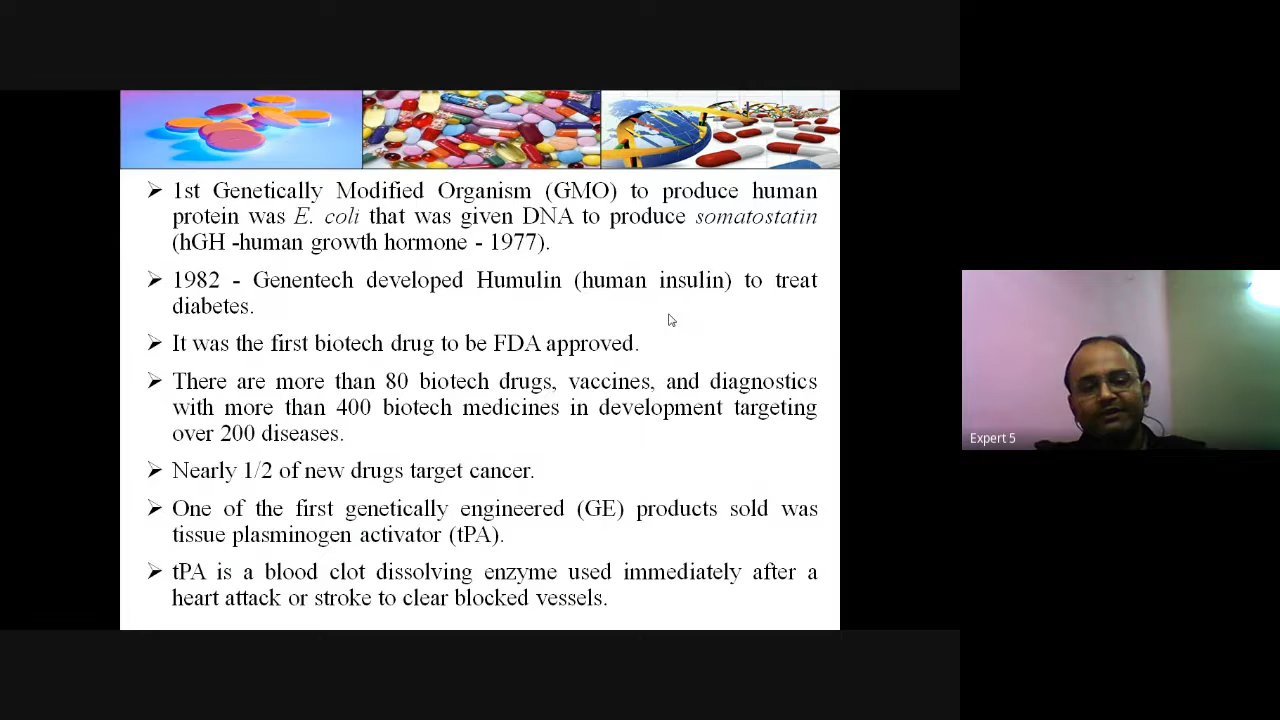 ➢ 1st Genetically Modified Organism (GMO) to produce human
protein was E. coli that was given DNA to produce somatostatin
(hGH -human growth hormone - 1977).
➢ 1982 - Genentech developed Humulin (human insulin) to treat
diabetes.
➢ It was the first biotech drug to be FDA approved.
➢ There are more than 80 biotech drugs, vaccines, and diagnostics
with more than 400 biotech medicines in development targeting
over 200 diseases.
➢ Nearly 1/2 of new drugs target cancer.
➢ One of the first genetically engineered (GE) products sold was
tissue plasminogen activator (tPA).
➢ tPA is a blood clot dissolving enzyme used immediately after a
heart attack or stroke to clear blocked vessels.
Expert 5